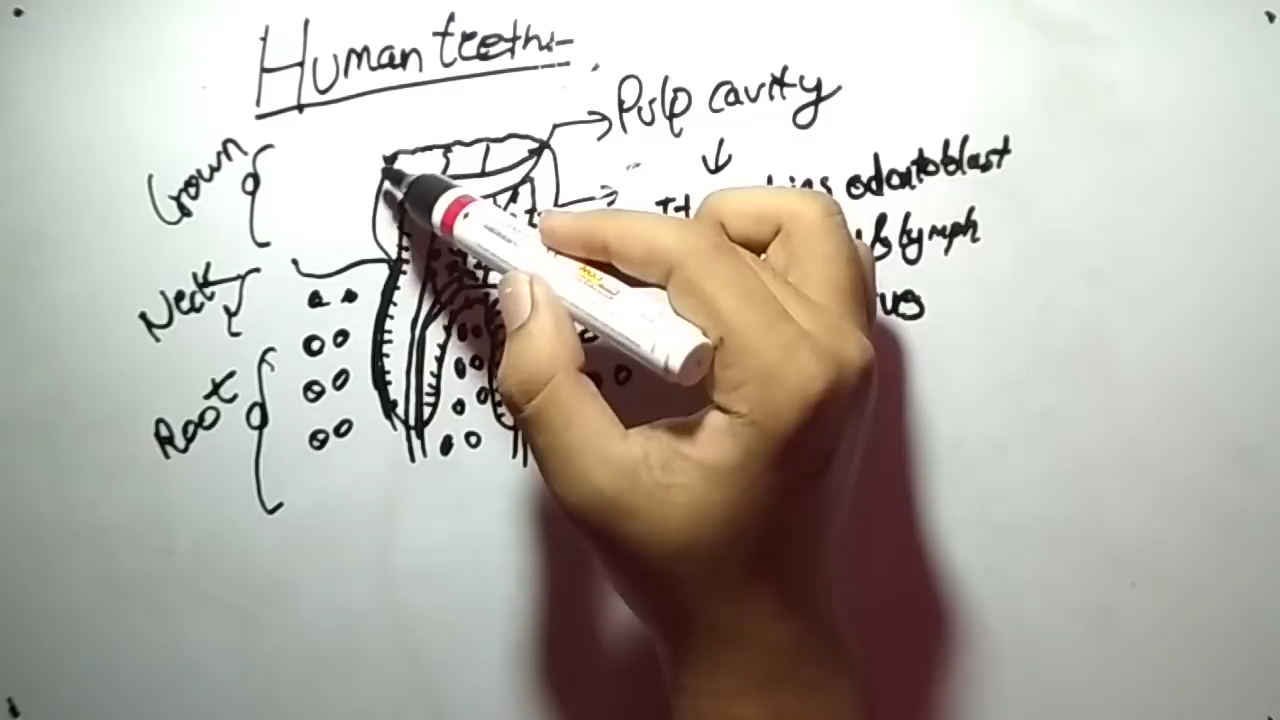 Human teeth:-
Pulp cavity
Crown
odontoblast
lymph
Neck
Root